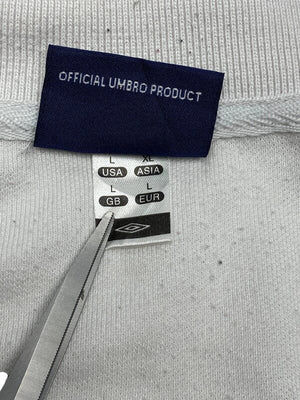 OFFICIAL UMBRO PRODUCT
L XL
USA ASIA
L L
GB EUR